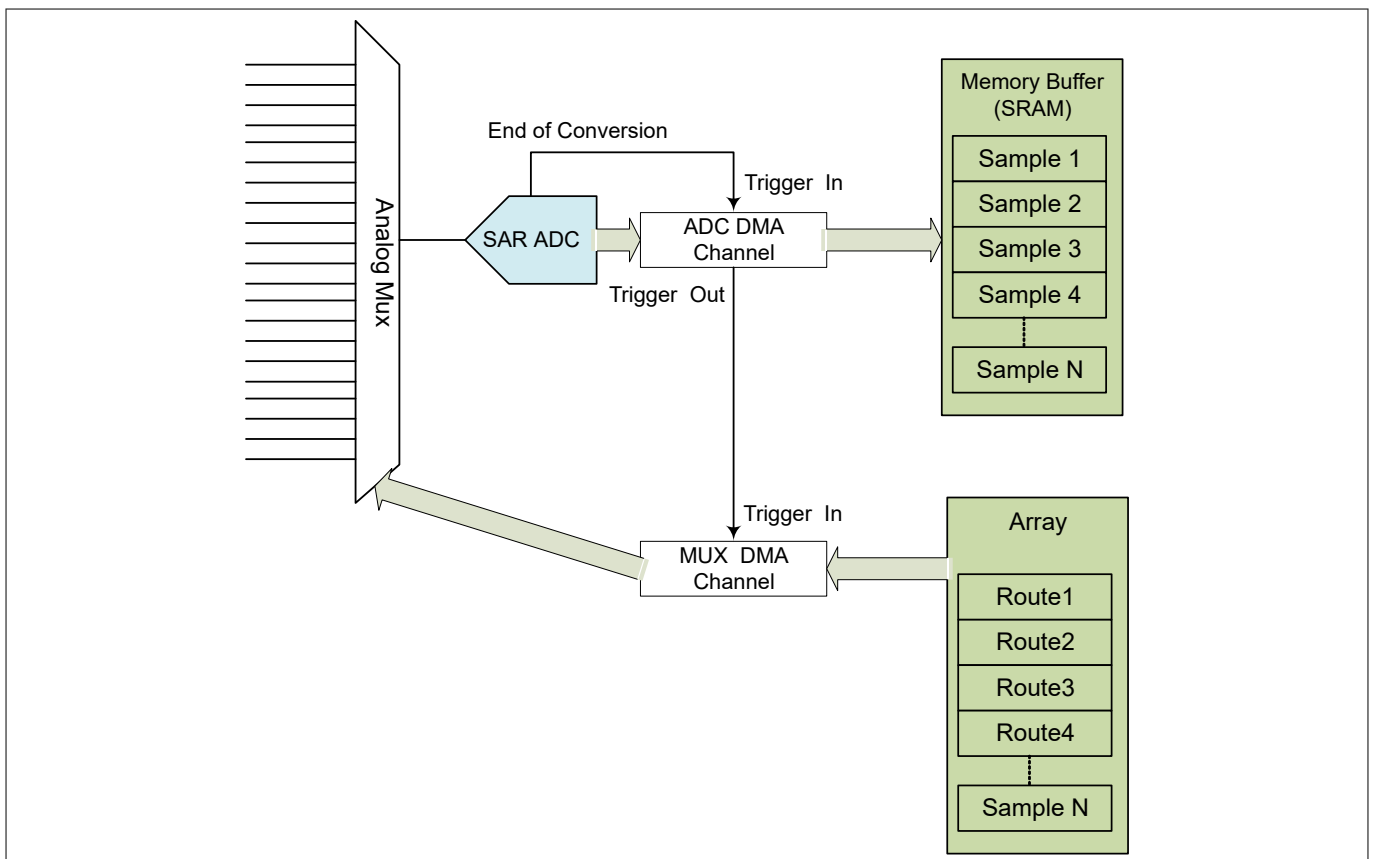 Memory Buffer
(SRAM)
Sample 1
Sample 2
Sample 3
Sample 4
Sample N
End of Conversion
Trigger In
Analog Mux
SAR ADC
ADC DMA
Channel
Trigger Out
Trigger In
MUX DMA
Channel
Array
Route1
Route2
Route3
Route4
Sample N